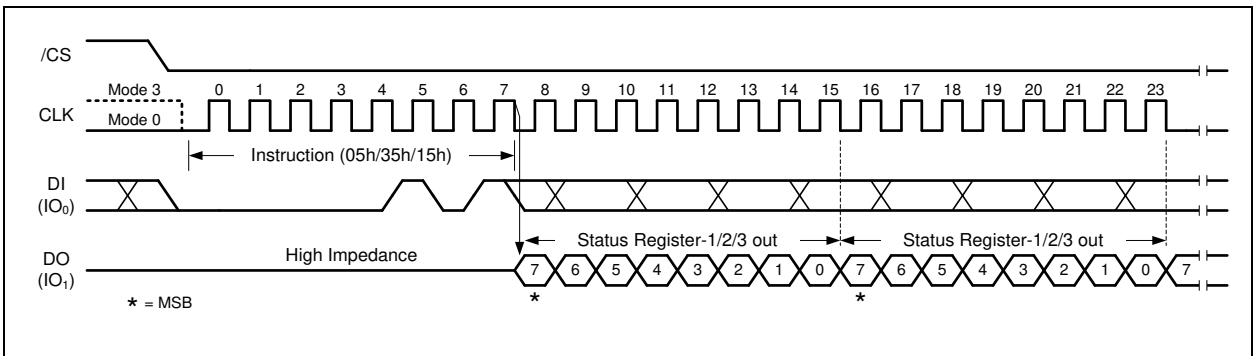 /CS
Mode 3
0 1 2 3 4 5 6 7 8 9 10 11 12 13 14 15 16 17 18 19 20 21 22 23
CLK
Mode 0
Instruction (05h/35h/15h)
DI
(IO₀)
Status Register-1/2/3 out Status Register-1/2/3 out
DO
(IO₁)
High Impedance
7 6 5 4 3 2 1 0 7 6 5 4 3 2 1 0 7
* *
* = MSB